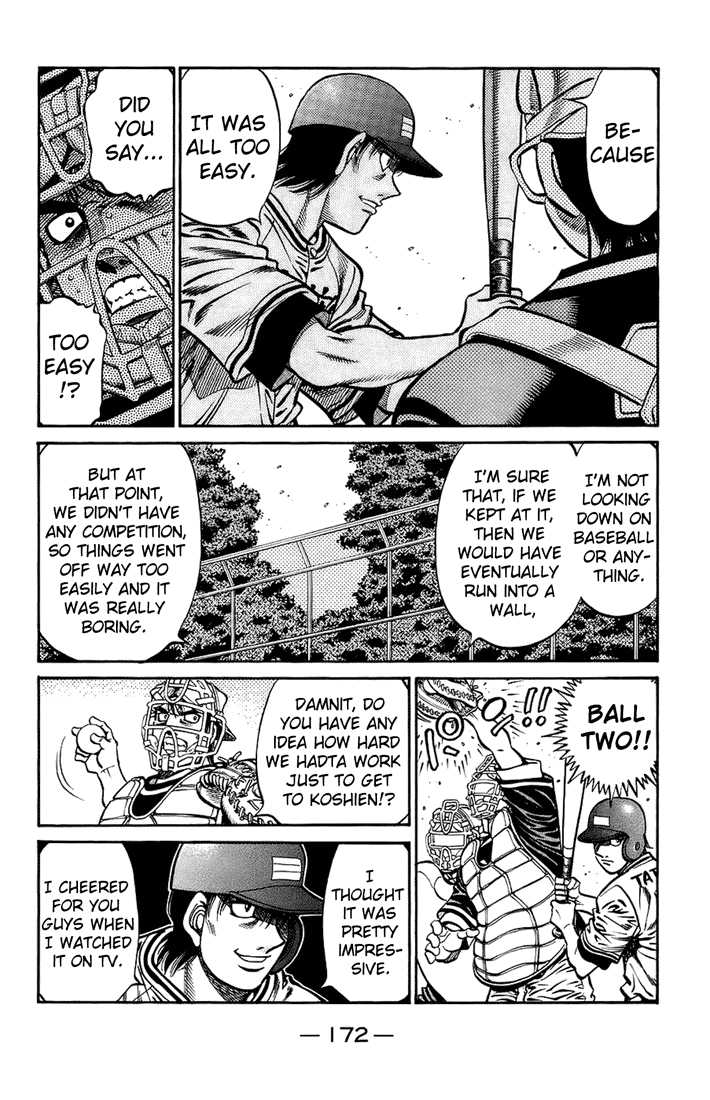 BE-
CAUSE
IT WAS
ALL TOO
EASY.
DID
YOU
SAY...
TOO
EASY
!?
I'M NOT
LOOKING
DOWN ON
BASEBALL
OR ANY-
THING.
I'M SURE
THAT, IF WE
KEPT AT IT,
THEN WE
WOULD HAVE
EVENTUALLY
RUN INTO A
WALL,
BUT AT
THAT POINT,
WE DIDN'T HAVE
ANY COMPETITION,
SO THINGS WENT
OFF WAY TOO
EASILY AND IT
WAS REALLY
BORING.
BALL
TWO!!
DAMNIT, DO
YOU HAVE ANY
IDEA HOW HARD
WE HADTA WORK
JUST TO GET
TO KOSHIEN!?
I
THOUGHT
IT WAS
PRETTY
IMPRES-
SIVE.
I CHEERED
FOR YOU
GUYS WHEN
I WATCHED
IT ON TV.
— 172 —